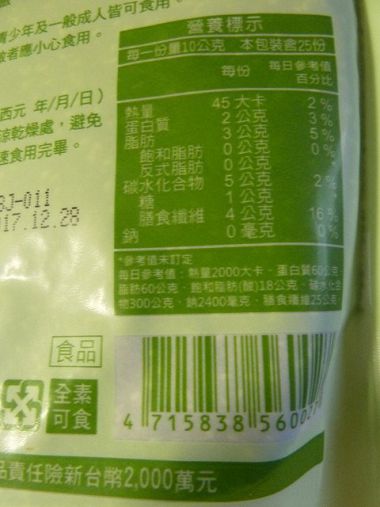 青少年及一般成人皆可食用。
者應小心食用。
西元 年/月/日)
涼乾燥處，避免
速食用完畢。
BJ-011
17.12.28
營養標示
每一份量10公克 本包裝含25份
每份 每日參考值百分比
熱量 45大卡 2%
蛋白質 2公克 3%
脂肪 3公克 5%
飽和脂肪 0公克 0%
反式脂肪 0公克 *
碳水化合物 5公克 2%
糖 1公克 *
膳食纖維 4公克 16%
鈉 0毫克 0%
*參考值未訂定
每日參考值：熱量2000大卡、蛋白質60公克、
脂肪60公克、飽和脂肪(酸)18公克、碳水化合
物300公克、鈉2400毫克、膳食纖維25公克。
食品
全素
可食
4 715838 5600
品責任險新台幣2,000萬元